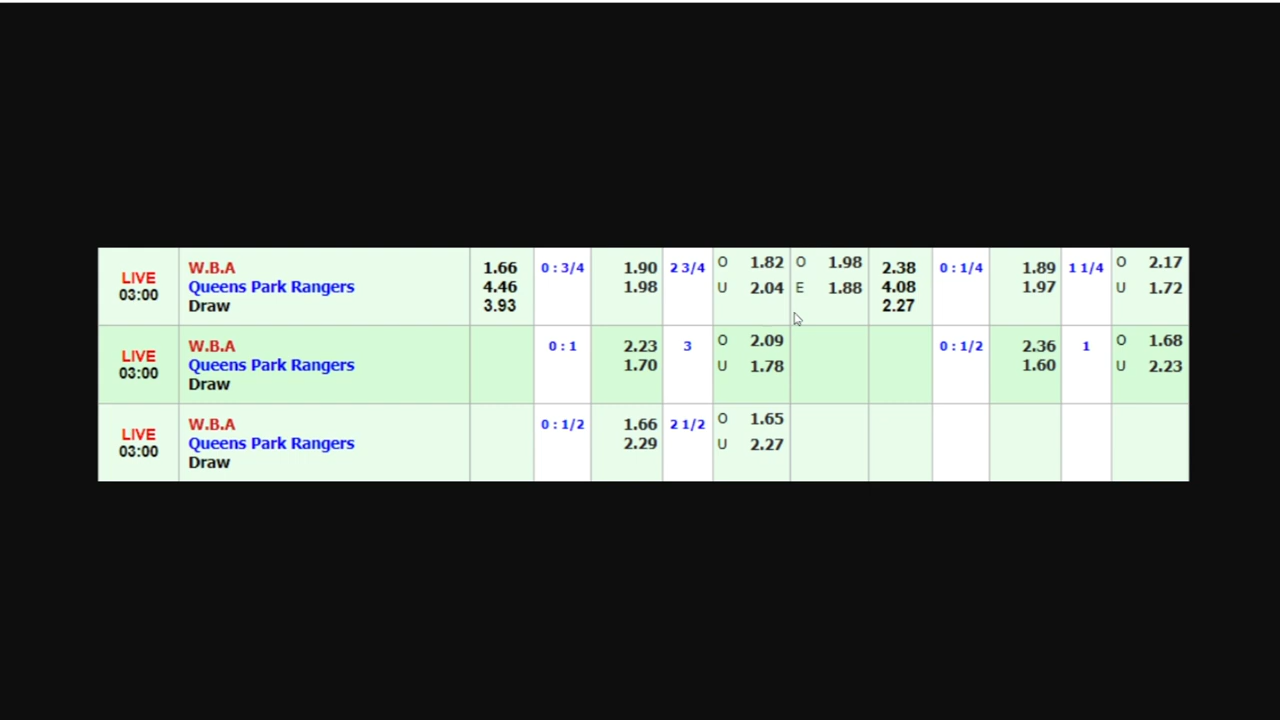 LIVE 03:00 W.B.A 1.66 0 : 3/4 1.90 2 3/4 O 1.82 O 1.98 2.38 0 : 1/4 1.89 1 1/4 O 2.17
Queens Park Rangers 4.46 1.98 U 2.04 E 1.88 4.08 1.97 U 1.72
Draw 3.93 2.27
LIVE 03:00 W.B.A 0 : 1 2.23 3 O 2.09 0 : 1/2 2.36 1 O 1.68
Queens Park Rangers 1.70 U 1.78 1.60 U 2.23
Draw
LIVE 03:00 W.B.A 0 : 1/2 1.66 2 1/2 O 1.65
Queens Park Rangers 2.29 U 2.27
Draw